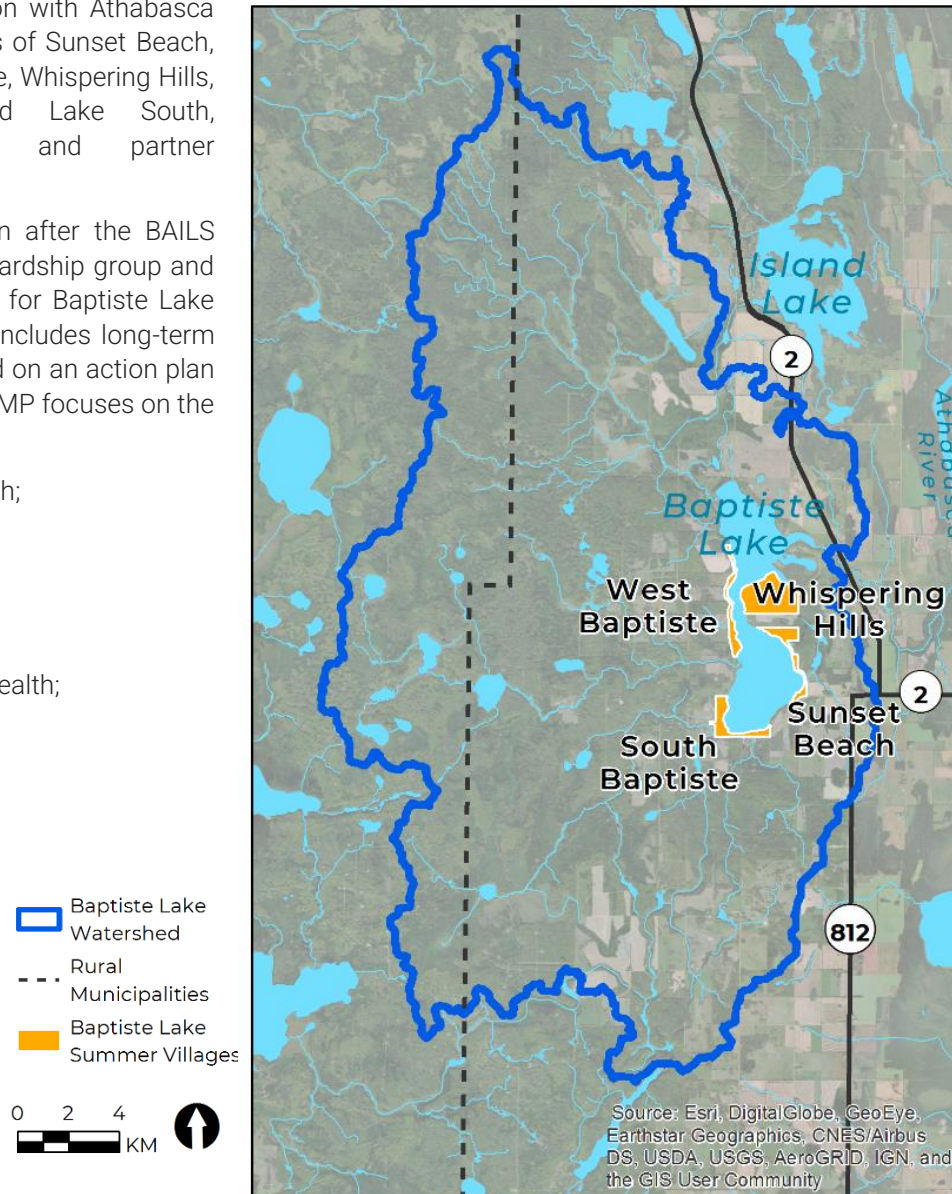 on with Athabasca
s of Sunset Beach,
e, Whispering Hills,
d Lake South,
and partner
n after the BAILS
ardship group and
for Baptiste Lake
ncludes long-term
d on an action plan
MP focuses on the
h;
ealth;
Baptiste Lake
Watershed
Rural
Municipalities
Baptiste Lake
Summer Villages
0 2 4
KM
Island
Lake
2
Athabasca
River
Baptiste
Lake
West
Baptiste
Whispering
Hills
2
Sunset
Beach
South
Baptiste
812
Source: Esri, DigitalGlobe, GeoEye,
Earthstar Geographics, CNES/Airbus
DS, USDA, USGS, AeroGRID, IGN, and
the GIS User Community